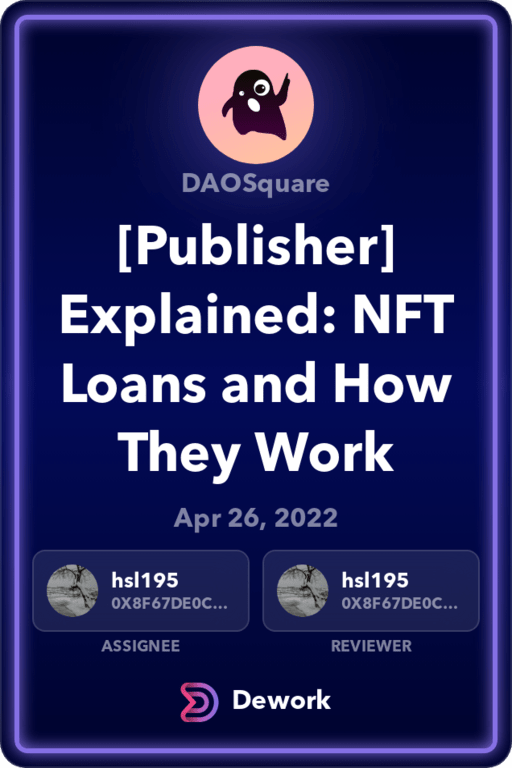 DAOSquare
[Publisher]
Explained: NFT
Loans and How
They Work
Apr 26, 2022
hsl195
0X8F67DE0C...
ASSIGNEE
hsl195
0X8F67DE0C...
REVIEWER
Dework